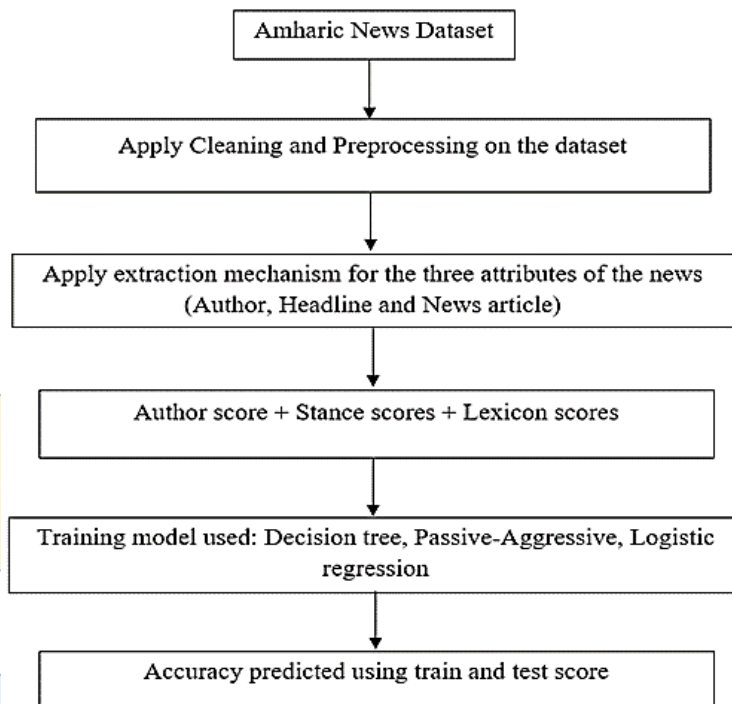 Amharic News Dataset
Apply Cleaning and Preprocessing on the dataset
Apply extraction mechanism for the three attributes of the news
(Author, Headline and News article)
Author score + Stance scores + Lexicon scores
Training model used: Decision tree, Passive-Aggressive, Logistic
regression
Accuracy predicted using train and test score